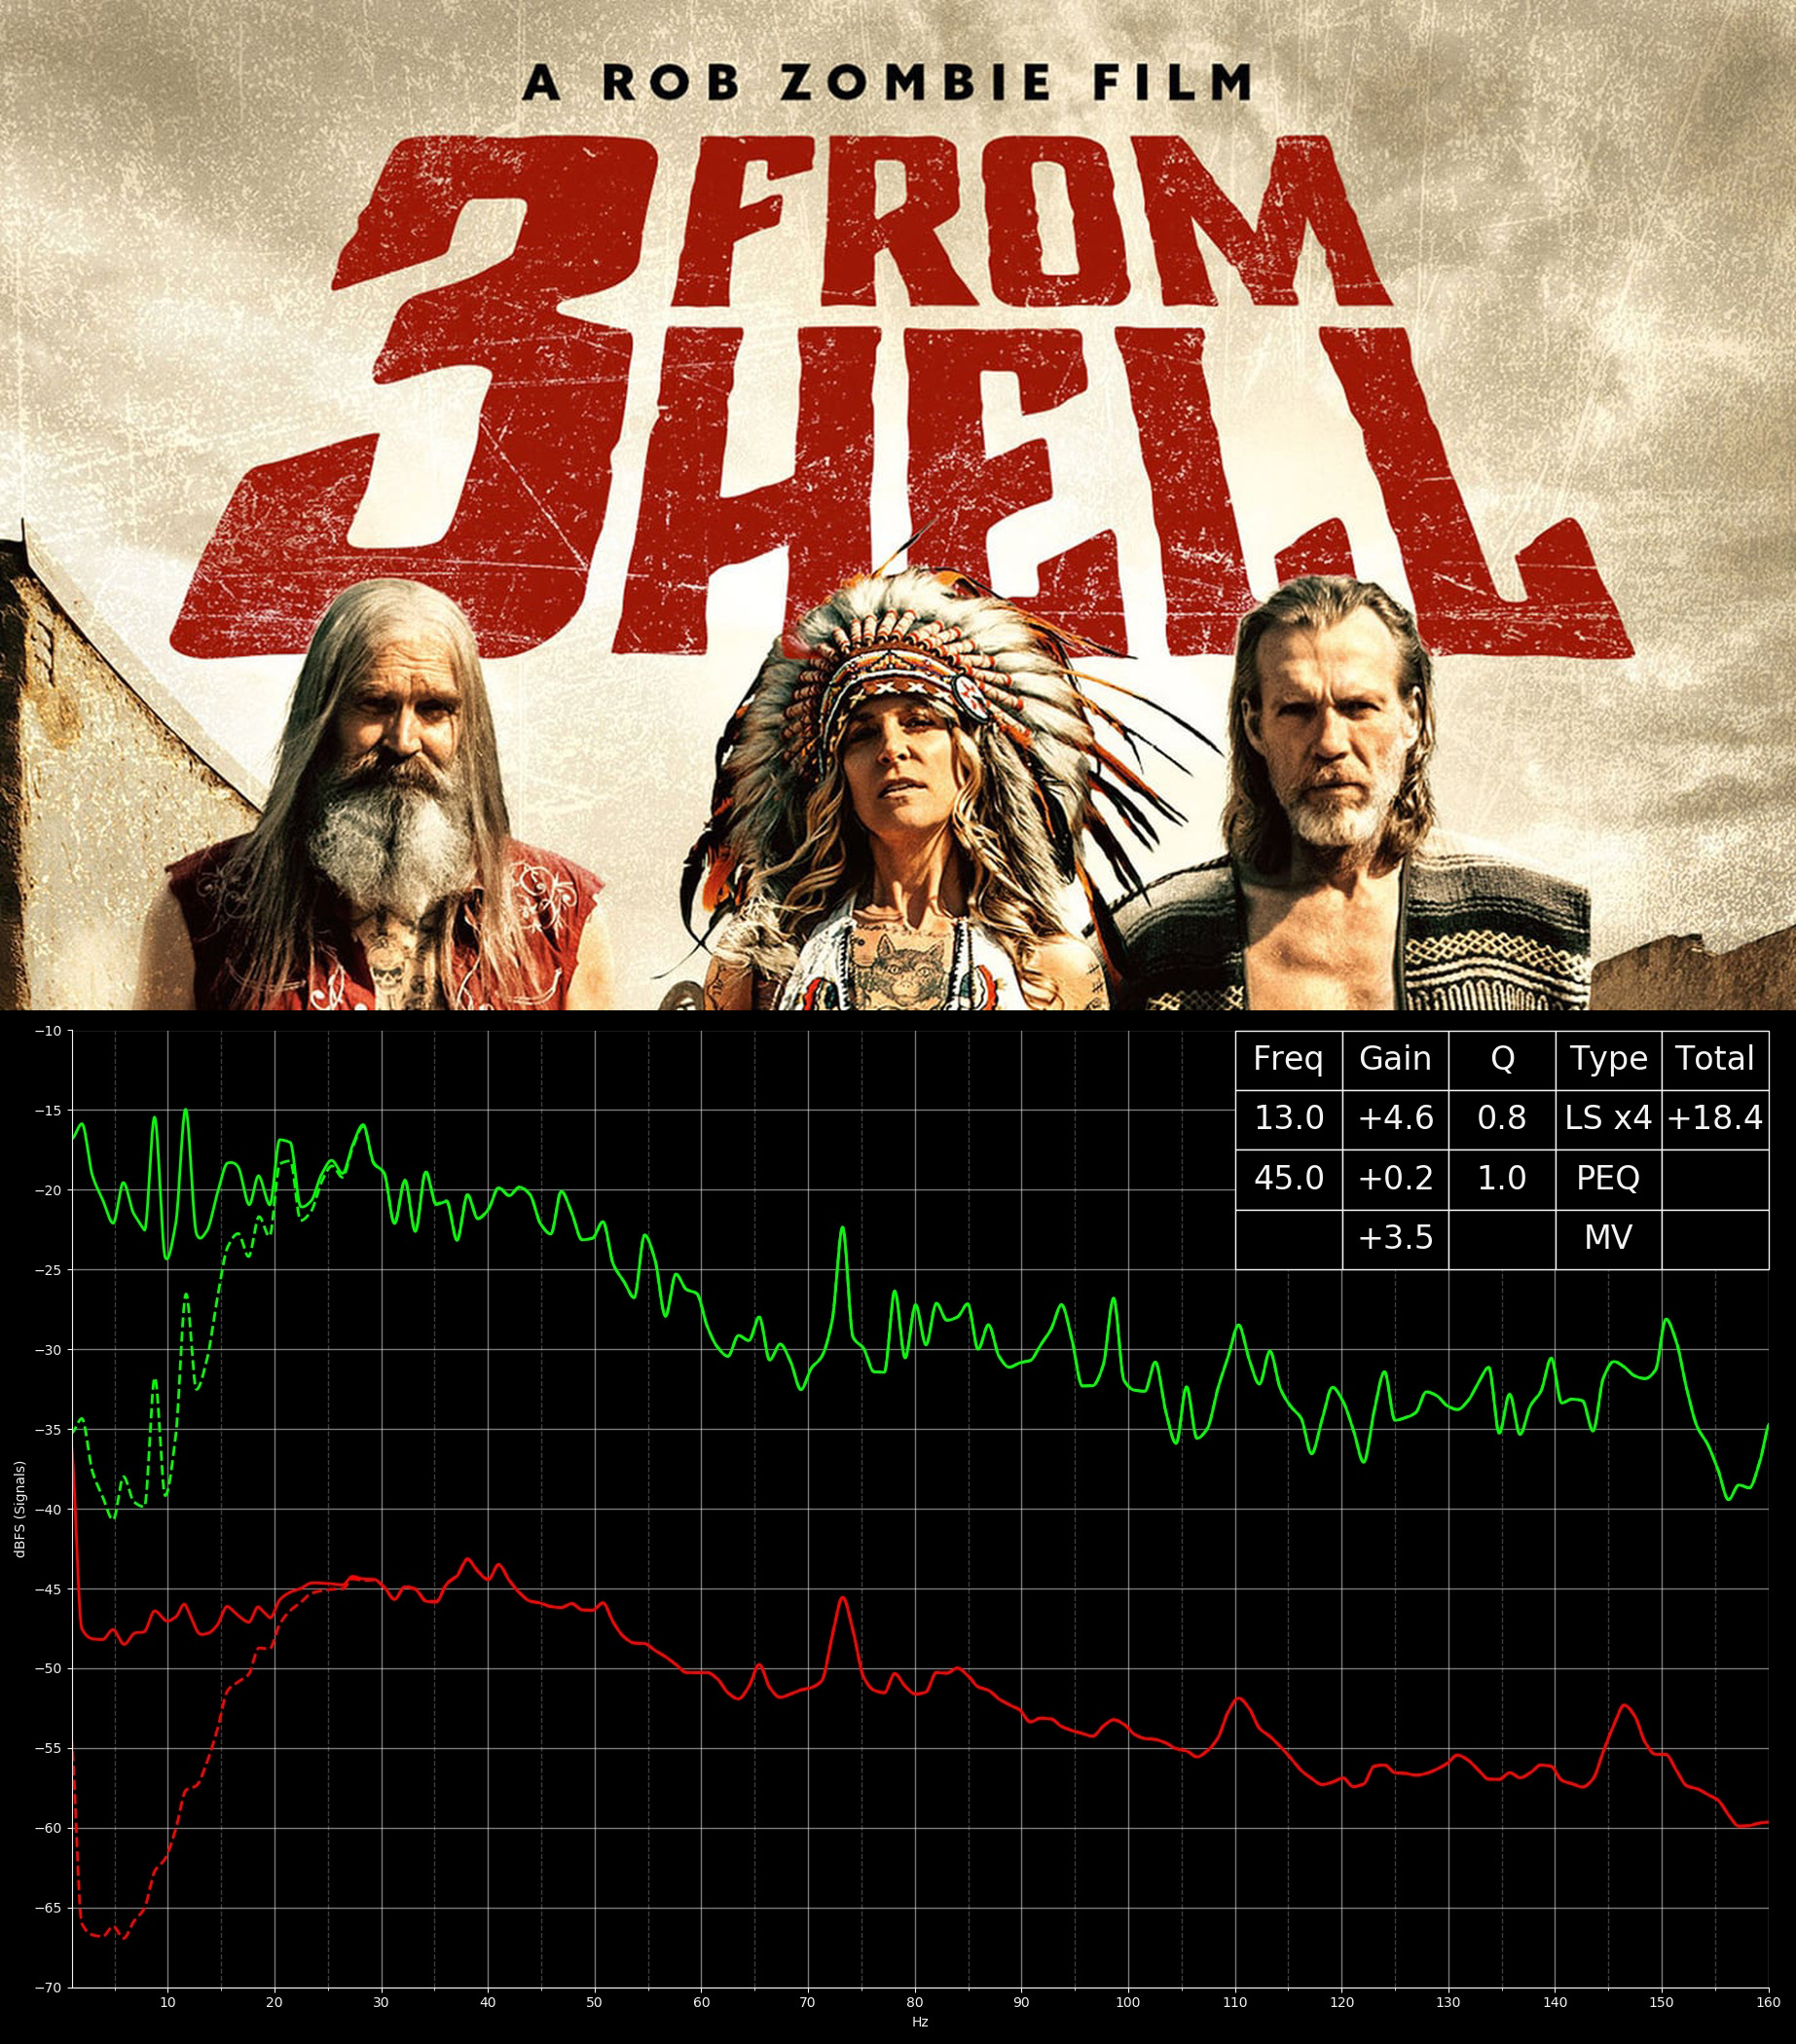 A ROB ZOMBIE FILM
3 FROM
HELL
Freq Gain Q Type Total
13.0 +4.6 0.8 LS x4 +18.4
45.0 +0.2 1.0 PEQ
+3.5 MV
−10
−15
−20
−25
−30
−35
−40
−45
−50
−55
−60
−65
−70
dBFS (Signals)
10 20 30 40 50 60 70 80 90 100 110 120 130 140 150 160
Hz